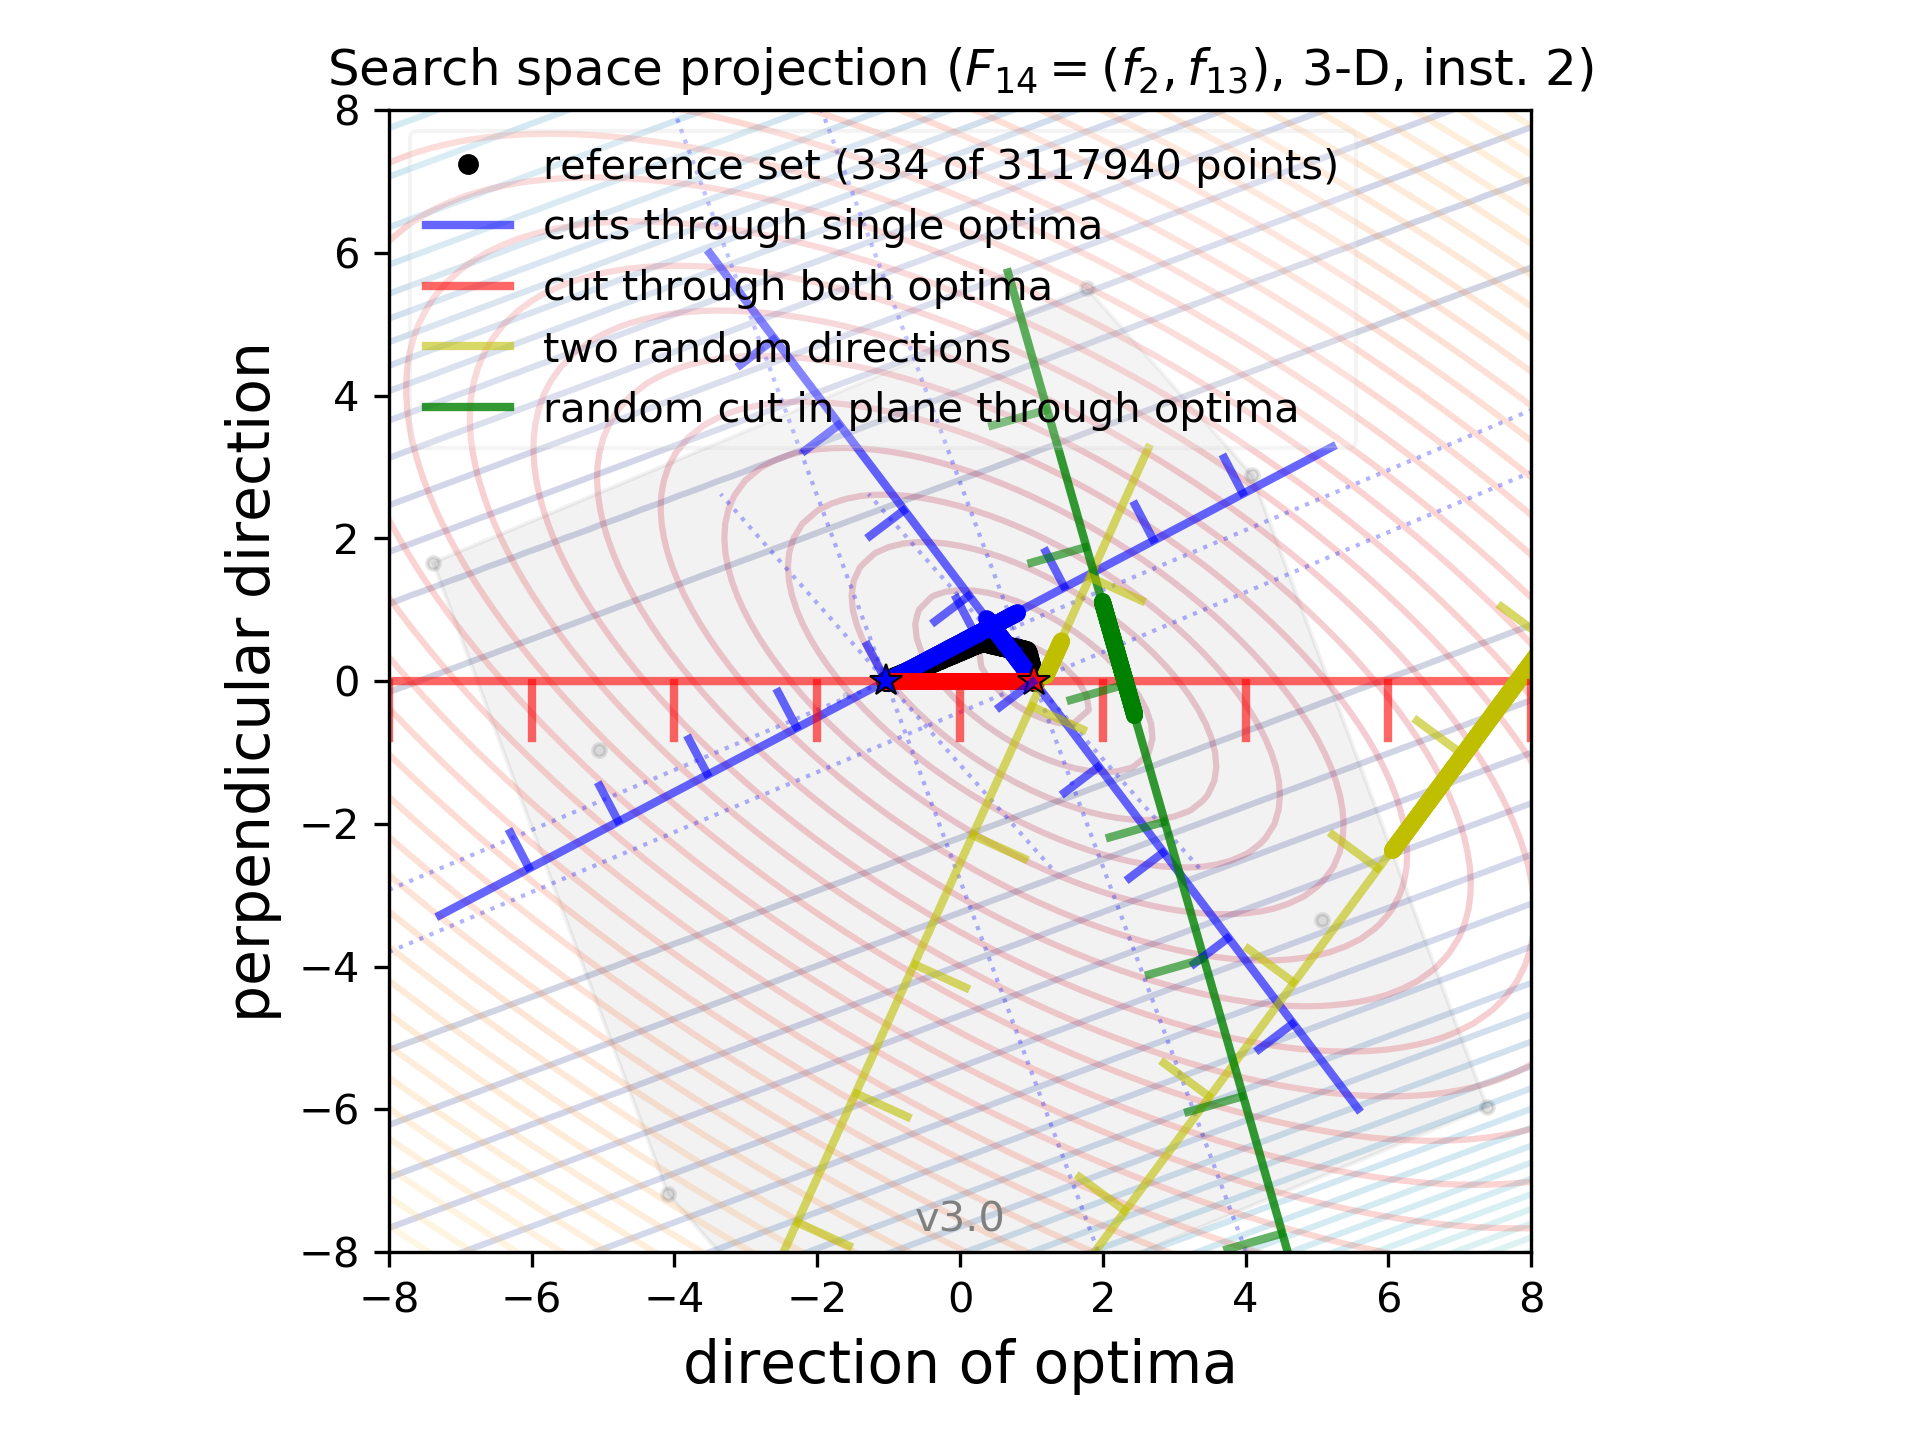 Search space projection (F14 = (f2, f13), 3-D, inst. 2)
reference set (334 of 3117940 points)
cuts through single optima
cut through both optima
two random directions
random cut in plane through optima
perpendicular direction
8
6
4
2
0
−2
−4
−6
−8
v3.0
−8 −6 −4 −2 0 2 4 6 8
direction of optima